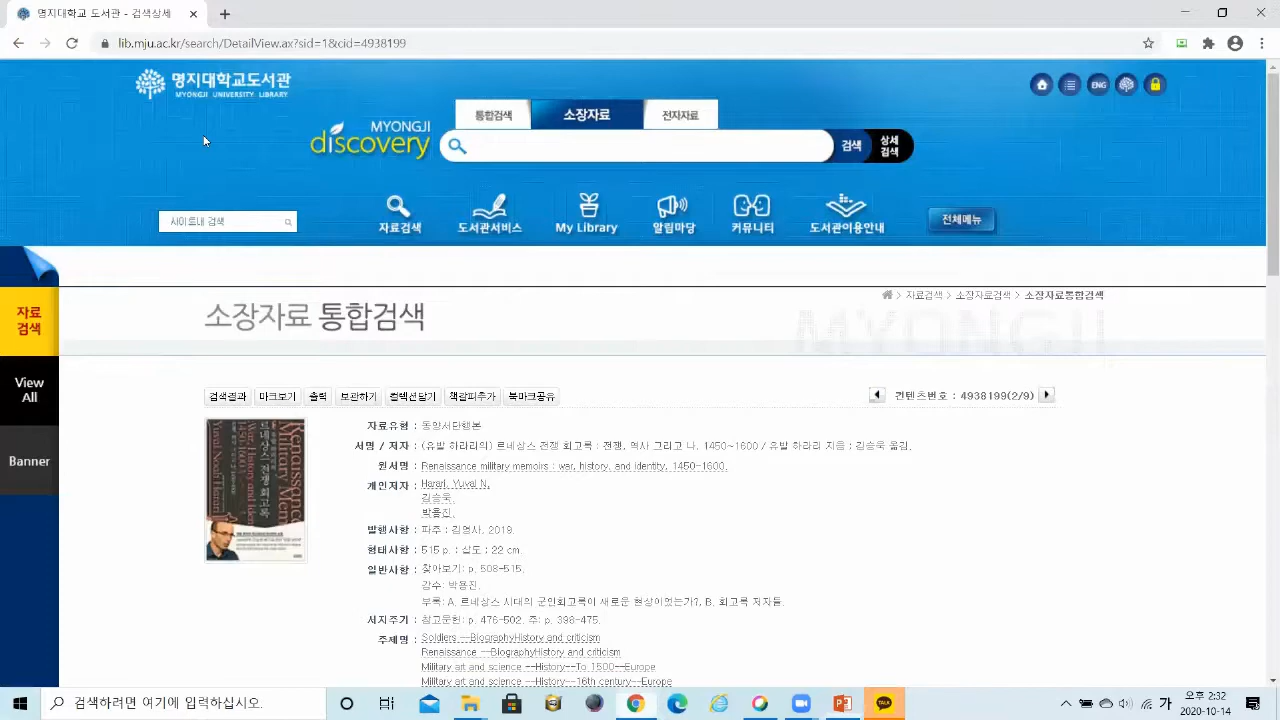 명지대학교 도서관 - 검색상세
lib.mju.ac.kr/search/DetailView.ax?sid=1&cid=4938199
명지대학교도서관
MYONGJI UNIVERSITY LIBRARY
ENG
통합검색 소장자료 전자자료
MYONGJI
discovery
검색
상세
검색
사이트내 검색
자료검색 도서관서비스 My Library 알림마당 커뮤니티 도서관이용안내 전체메뉴
자료
검색
View
All
Banner
소장자료 통합검색
자료검색 > 소장자료검색 > 소장자료통합검색
MYONGJI
검색결과 마크보기 출력 보관하기 컬렉션담기 책갈피추가 북마크공유
컨텐츠번호 : 4938199(2/9)
르네상스 전쟁 회고록
Yuval Noah Harari
자료유형 : 동양서단행본
서명 / 저자 : (유발 하라리의) 르네상스 전쟁 회고록 : 전쟁, 역사 그리고 나, 1450~1600 / 유발 하라리 지음 ; 김승욱 옮김.
원서명 : Renaissance military memoirs : war, history, and identity, 1450-1600.
개인저자 : Harari, Yuval N.
김승욱.
박용진.
발행사항 : 파주 : 김영사, 2019.
형태사항 : 삽도 ; 22 cm.
일반사항 : 찾아보기: p. 508-515.
감수: 박용진.
부록: A. 르네상스 시대의 군인회고록이 새로운 현상이었는가?, B. 회고록 저자들.
서지주기 : 참고문헌: p. 476-502. 주: p. 398-475.
주제명 : Soldiers --BiographyHistory and criticism
Renaissance --BiographyHistory and criticism
Military art and science --History--To 1500--Europe
Military art and science --History--16th century--Europe
검색하려면 여기에 입력하십시오.
TALK
가
오후 2:32
2020-10-14